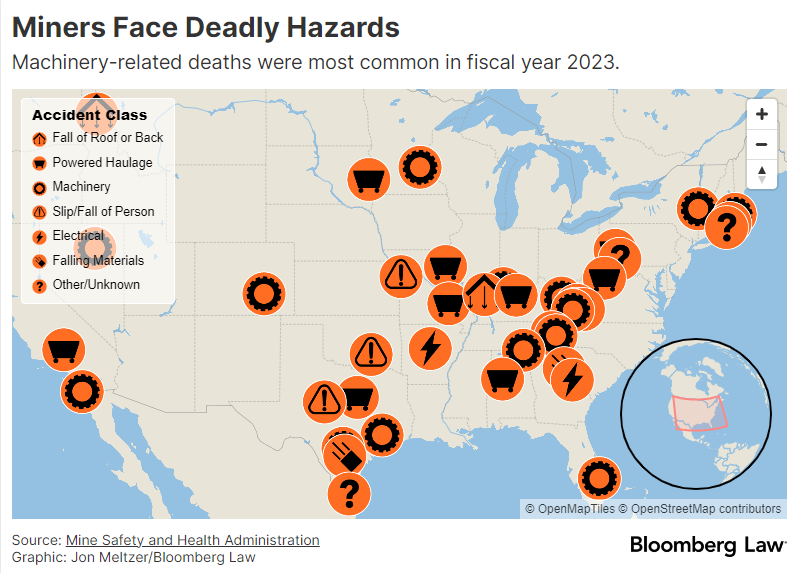 Miners Face Deadly Hazards
Machinery-related deaths were most common in fiscal year 2023.
Accident Class
Fall of Roof or Back
Powered Haulage
Machinery
Slip/Fall of Person
Electrical
Falling Materials
Other/Unknown
© OpenMapTiles © OpenStreetMap contributors
Source: Mine Safety and Health Administration
Graphic: Jon Meltzer/Bloomberg Law
Bloomberg Law